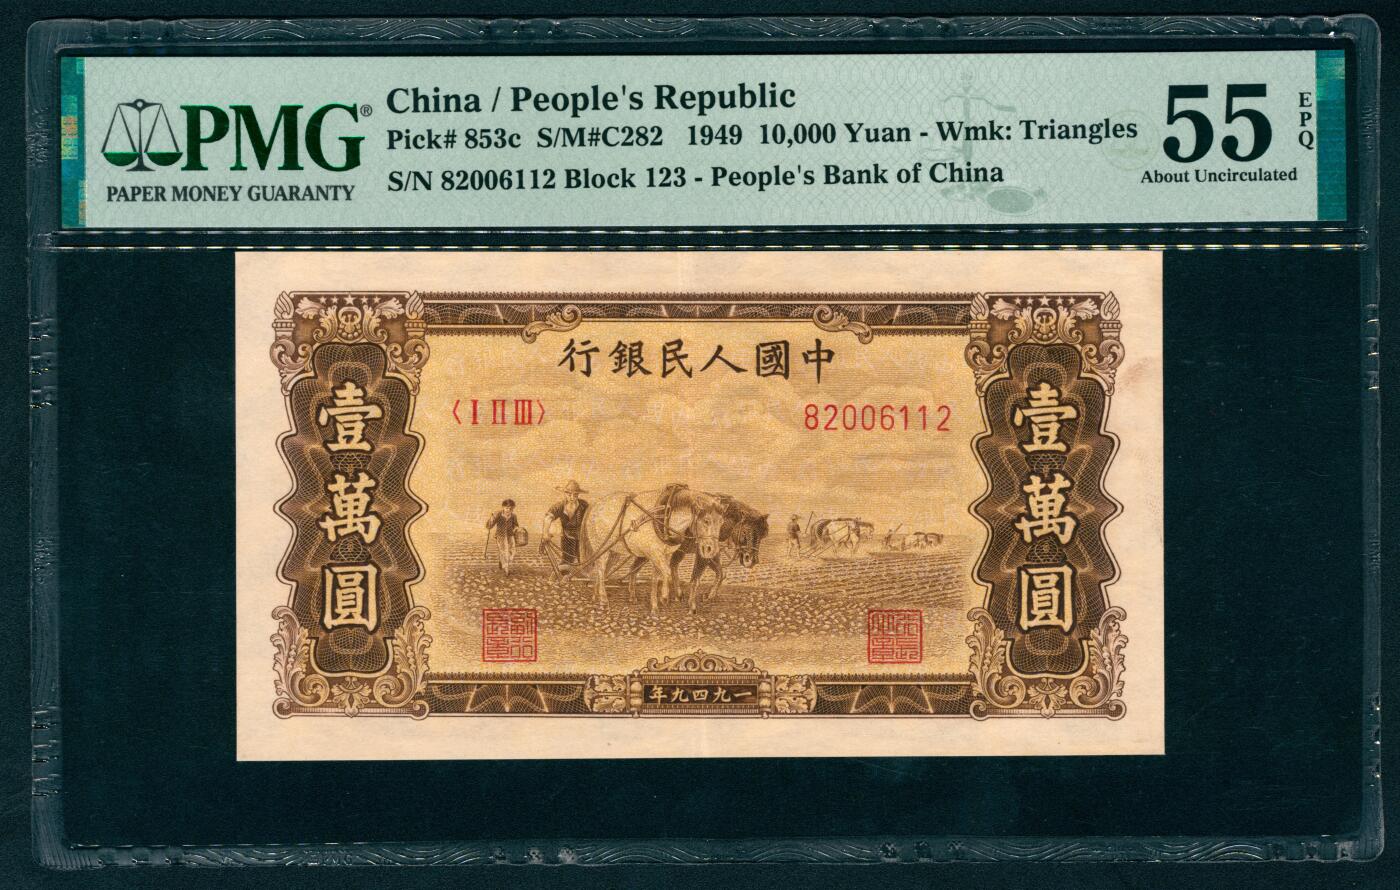 PMG®
PAPER MONEY GUARANTY
China / People's Republic
Pick# 853c S/M#C282 1949 10,000 Yuan - Wmk: Triangles
S/N 82006112 Block 123 - People's Bank of China
55
EPQ
About Uncirculated
行銀民人國中
〈Ⅰ Ⅱ Ⅲ〉
82006112
壹萬圓
壹萬圓
年九四九一